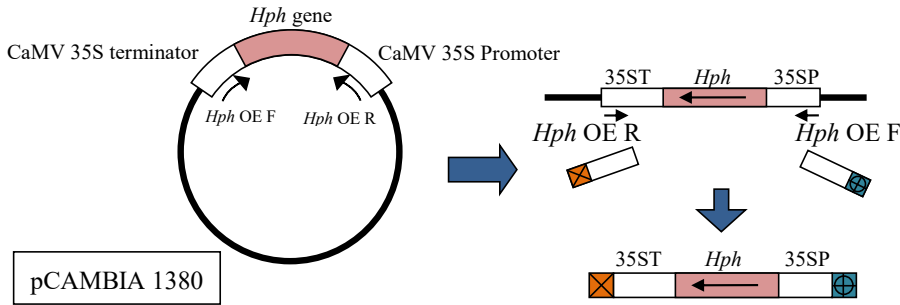 Hph gene
CaMV 35S terminator
CaMV 35S Promoter
Hph OE F
Hph OE R
pCAMBIA 1380
35ST
Hph
35SP
Hph OE R
Hph OE F
35ST
Hph
35SP